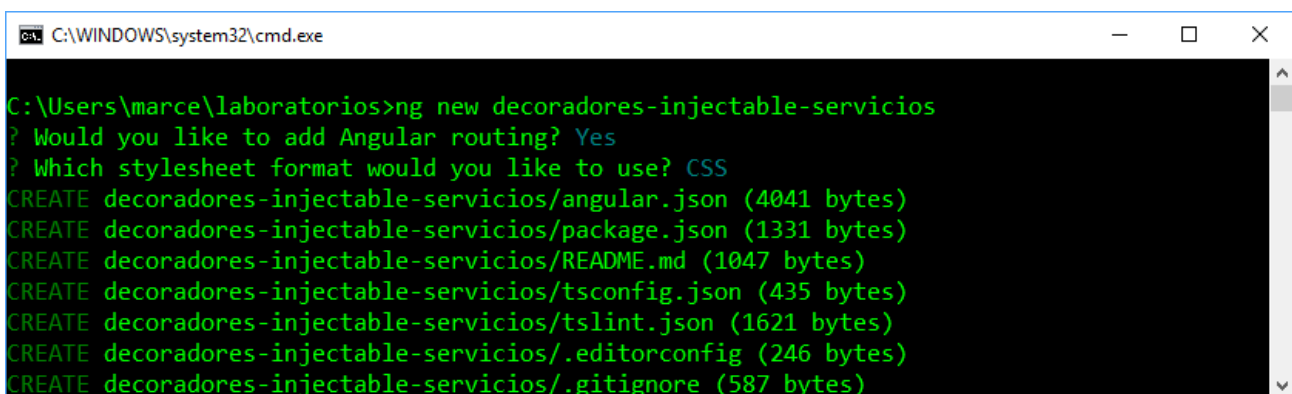 C:\WINDOWS\system32\cmd.exe
C:\Users\marce\laboratorios>ng new decoradores-injectable-servicios
? Would you like to add Angular routing? Yes
? Which stylesheet format would you like to use? CSS
CREATE decoradores-injectable-servicios/angular.json (4041 bytes)
CREATE decoradores-injectable-servicios/package.json (1331 bytes)
CREATE decoradores-injectable-servicios/README.md (1047 bytes)
CREATE decoradores-injectable-servicios/tsconfig.json (435 bytes)
CREATE decoradores-injectable-servicios/tslint.json (1621 bytes)
CREATE decoradores-injectable-servicios/.editorconfig (246 bytes)
CREATE decoradores-injectable-servicios/.gitignore (587 bytes)